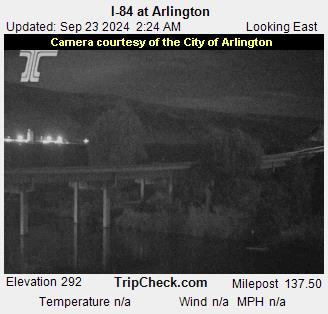 I-84 at Arlington
Updated: Sep 23 2024 2:24 AM Looking East
Camera courtesy of the City of Arlington
Elevation 292 TripCheck.com Milepost 137.50
Temperature n/a Wind n/a MPH n/a